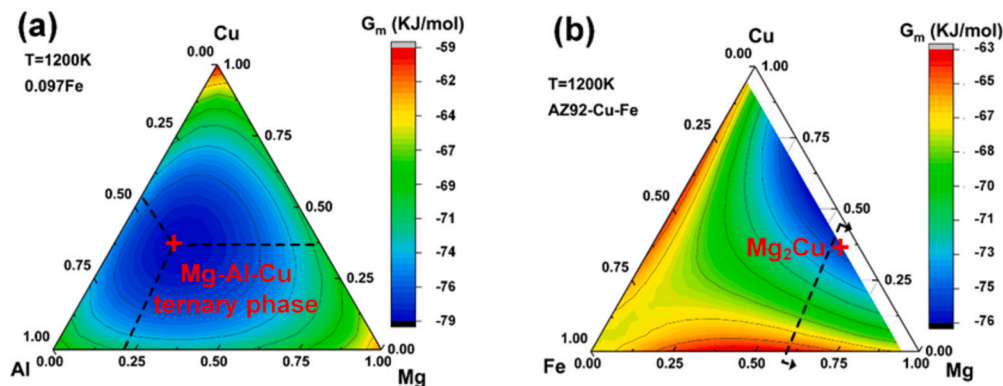 (a)
Cu
T=1200K
0.097Fe
0.00
1.00
0.25
0.75
0.50
0.50
0.75
0.25
1.00
0.00
0.00
0.25
0.50
0.75
1.00
Al
Mg
Mg-Al-Cu
ternary phase
Gm (KJ/mol)
-59
-62
-64
-67
-69
-71
-74
-76
-79
(b)
Cu
T=1200K
AZ92-Cu-Fe
0.00
1.00
0.25
0.75
0.50
0.50
0.75
0.25
1.00
0.00
0.00
0.25
0.50
0.75
1.00
Fe
Mg
Mg2Cu
Gm (KJ/mol)
-63
-65
-66
-68
-70
-71
-73
-75
-76